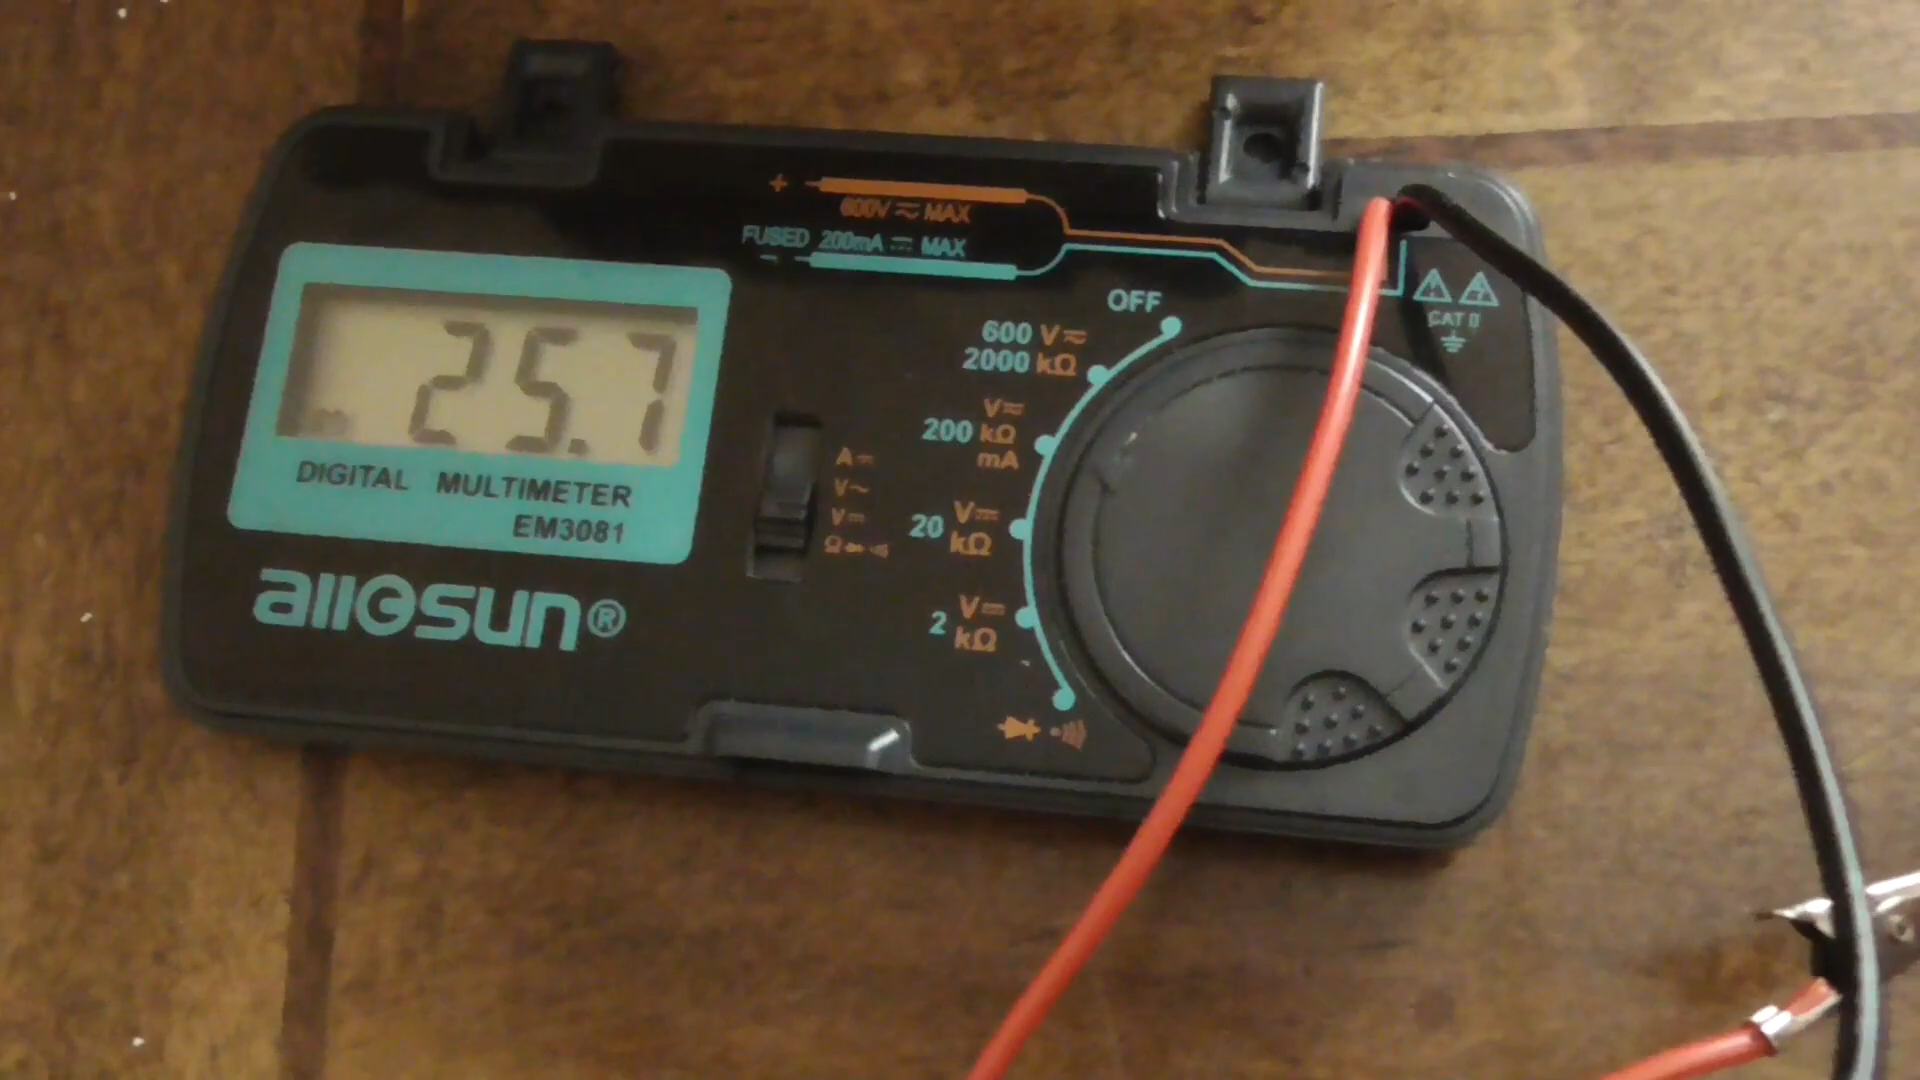 + 600V ⎓~ MAX
FUSED 200mA ⎓ MAX
−
25.7
DIGITAL MULTIMETER
EM3081
allosun®
OFF
600 V≂
2000 kΩ
V≂
200 kΩ
mA
20 V⎓
kΩ
2 V⎓
kΩ
A⎓
V~
V⎓
Ω
CAT II